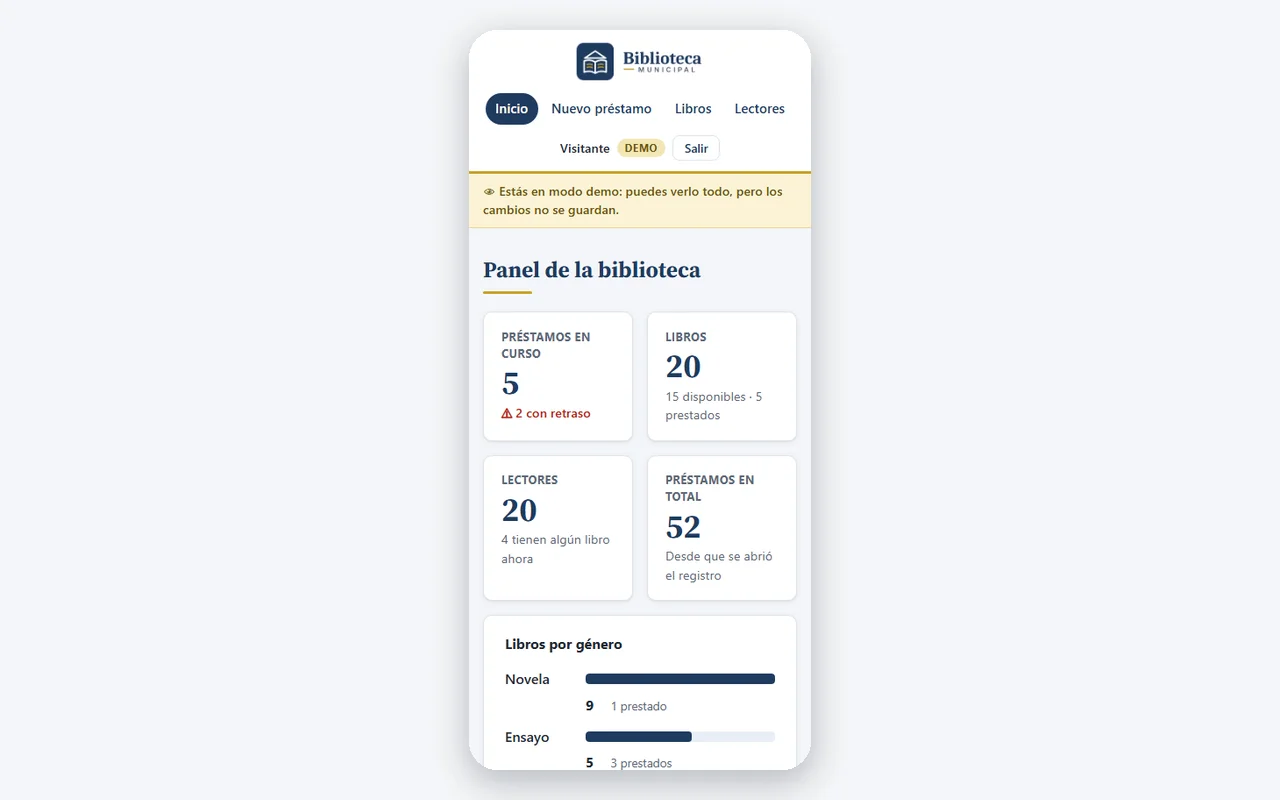 Biblioteca
MUNICIPAL
Inicio Nuevo préstamo Libros Lectores
Visitante DEMO Salir
Estás en modo demo: puedes verlo todo, pero los
cambios no se guardan.
Panel de la biblioteca
PRÉSTAMOS EN
CURSO
5
2 con retraso
LIBROS
20
15 disponibles · 5
prestados
LECTORES
20
4 tienen algún libro
ahora
PRÉSTAMOS EN
TOTAL
52
Desde que se abrió
el registro
Libros por género
Novela
9 1 prestado
Ensayo
5 3 prestados